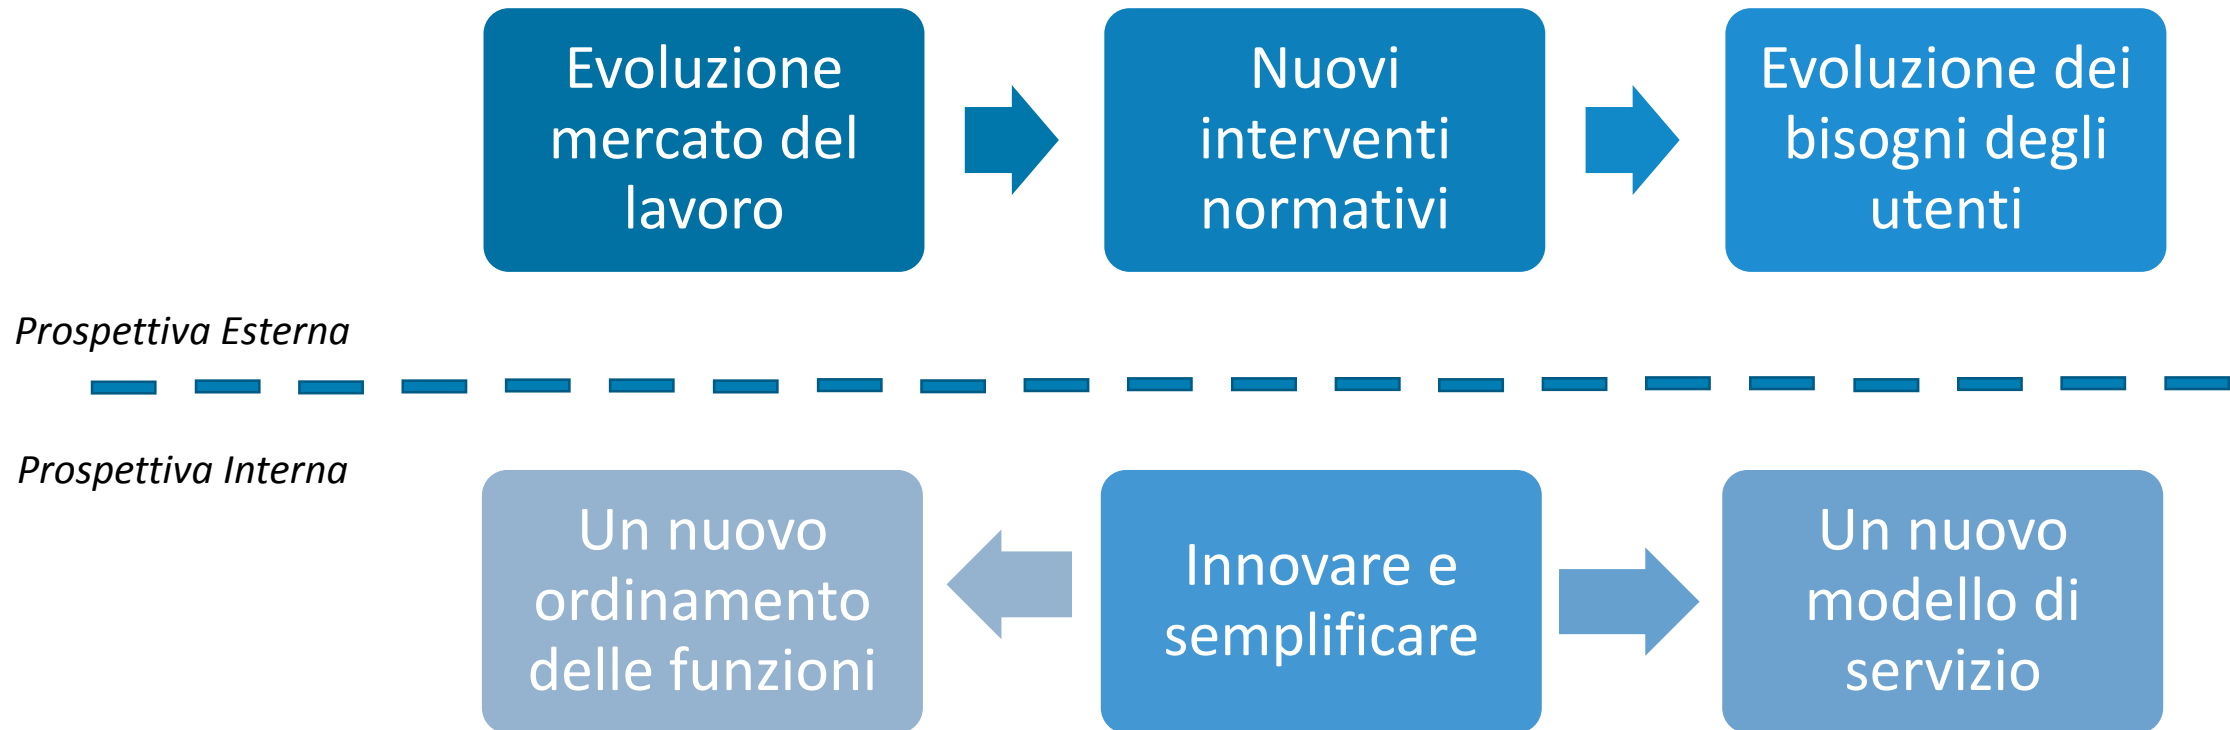 Evoluzione
mercato del
lavoro
Nuovi
interventi
normativi
Evoluzione dei
bisogni degli
utenti
Prospettiva Esterna
Prospettiva Interna
Un nuovo
ordinamento
delle funzioni
Innovare e
semplificare
Un nuovo
modello di
servizio